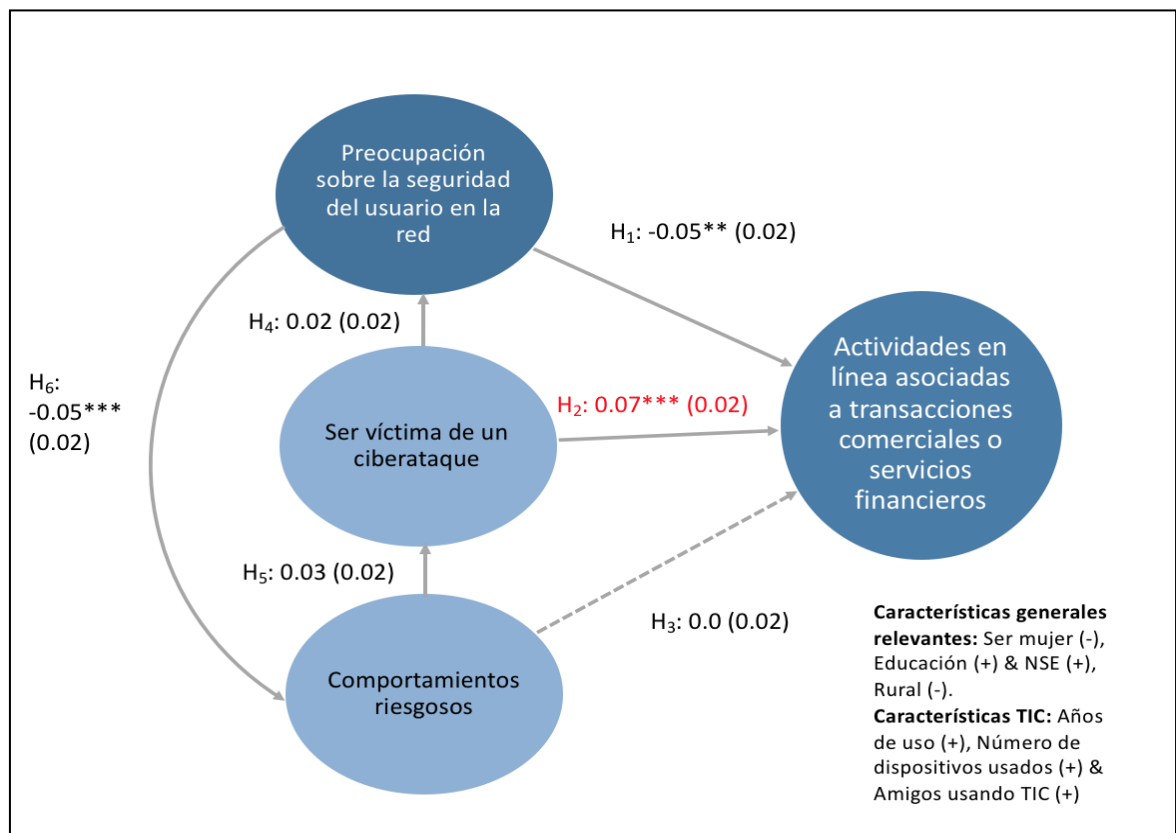 Preocupación
sobre la seguridad
del usuario en la
red
H₁: -0.05** (0.02)
H₄: 0.02 (0.02)
Actividades en
línea asociadas
a transacciones
comerciales o
servicios
financieros
H₆:
-0.05***
(0.02)
H₂: 0.07*** (0.02)
Ser víctima de un
ciberataque
H₅: 0.03 (0.02)
H₃: 0.0 (0.02)
Comportamientos
riesgosos
Características generales
relevantes: Ser mujer (-),
Educación (+) & NSE (+),
Rural (-).
Características TIC: Años
de uso (+), Número de
dispositivos usados (+) &
Amigos usando TIC (+)